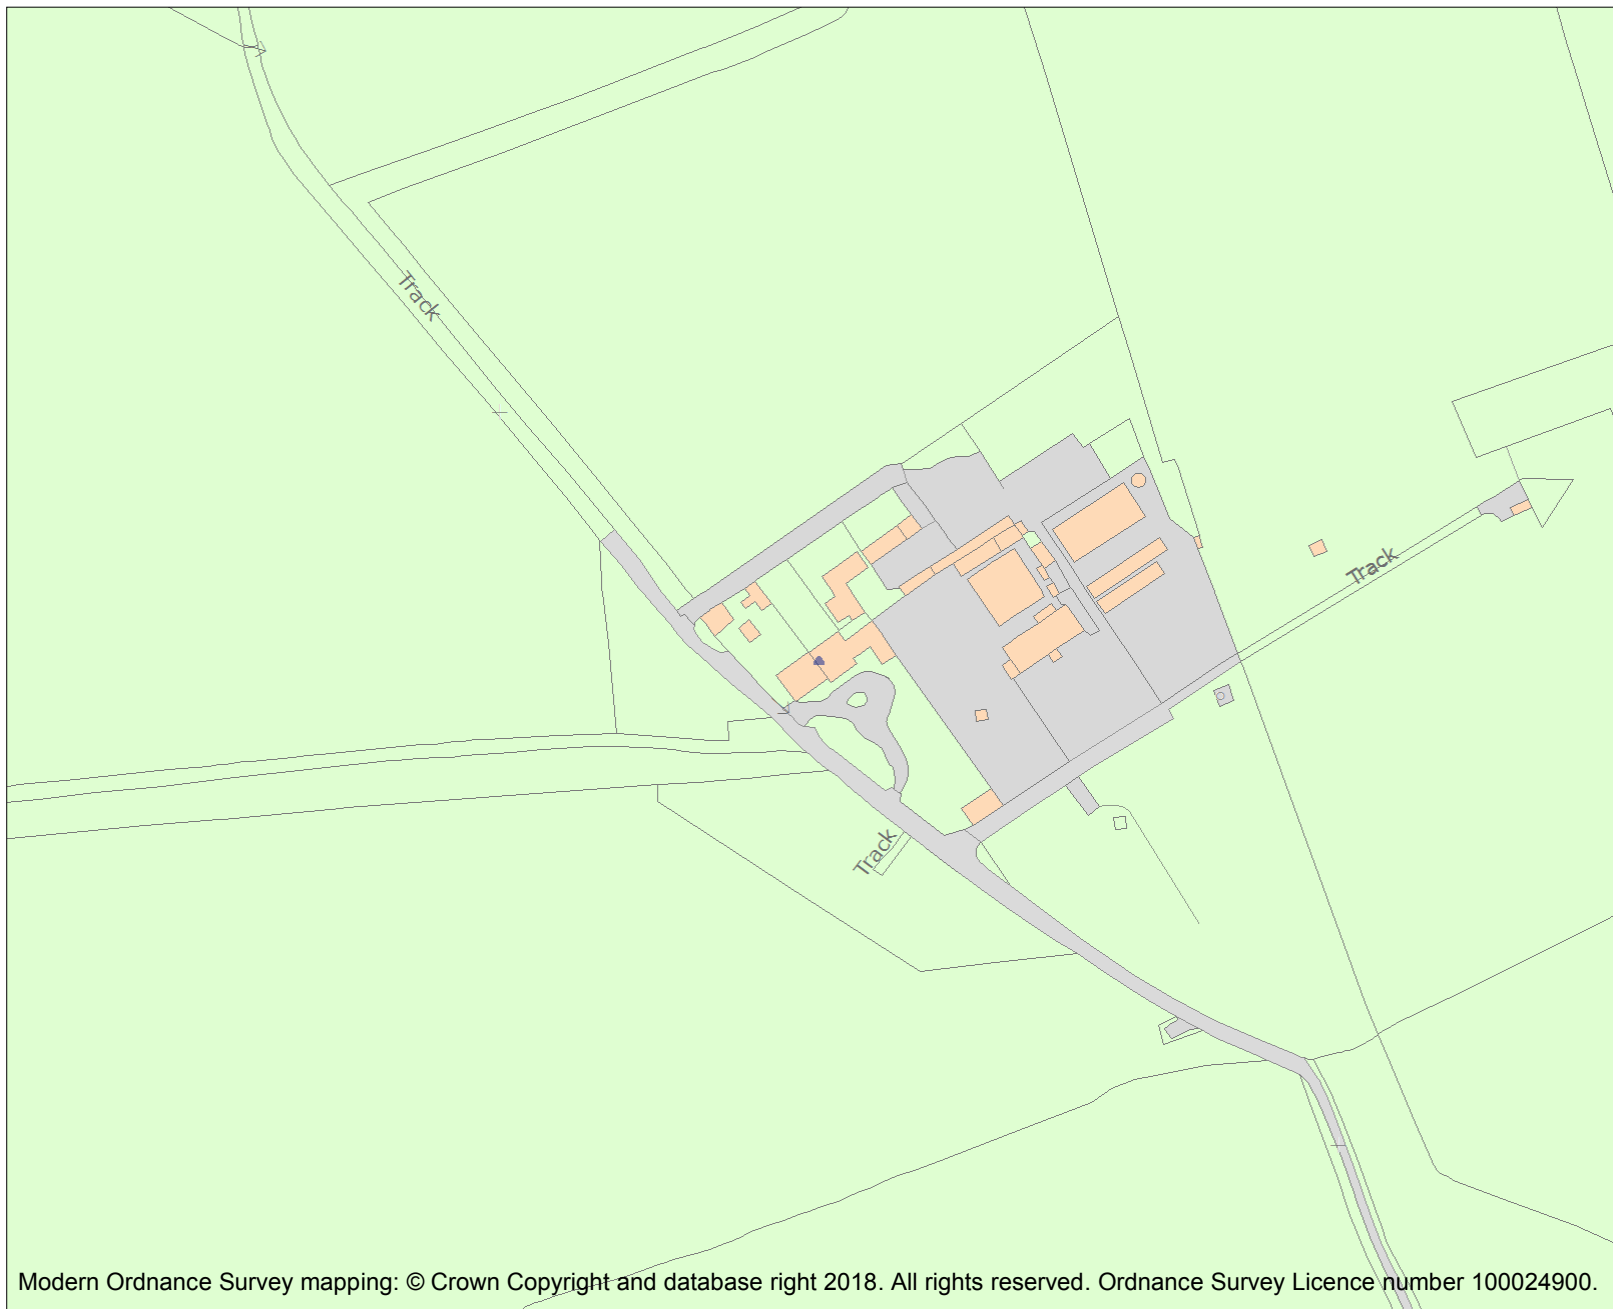 Track
Track
Track
Modern Ordnance Survey mapping: © Crown Copyright and database right 2018. All rights reserved. Ordnance Survey Licence number 100024900.